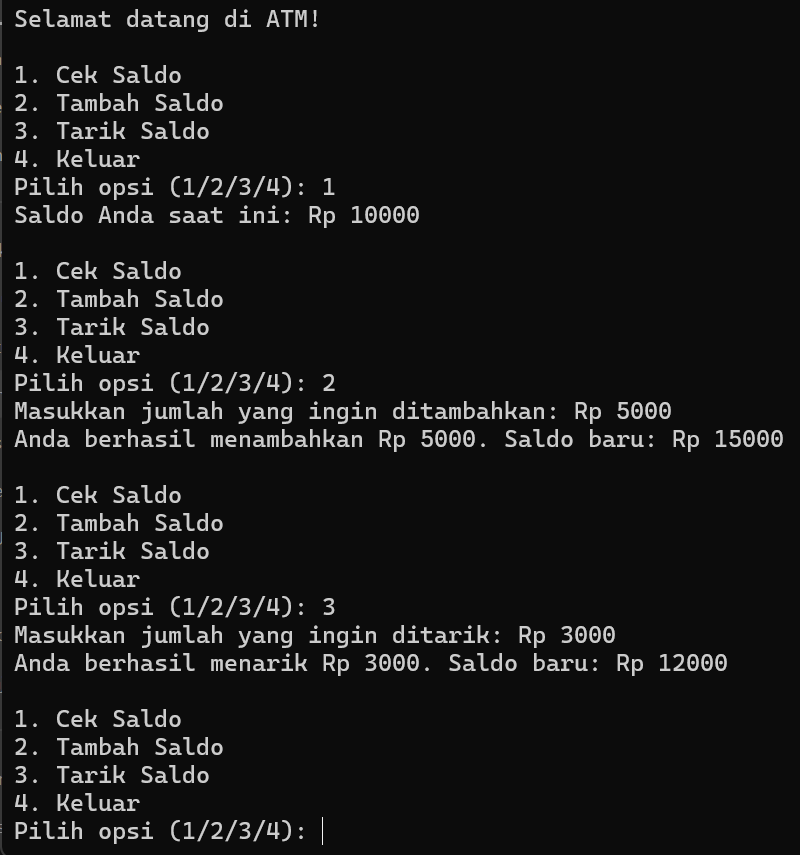 Selamat datang di ATM!
1. Cek Saldo
2. Tambah Saldo
3. Tarik Saldo
4. Keluar
Pilih opsi (1/2/3/4): 1
Saldo Anda saat ini: Rp 10000
1. Cek Saldo
2. Tambah Saldo
3. Tarik Saldo
4. Keluar
Pilih opsi (1/2/3/4): 2
Masukkan jumlah yang ingin ditambahkan: Rp 5000
Anda berhasil menambahkan Rp 5000. Saldo baru: Rp 15000
1. Cek Saldo
2. Tambah Saldo
3. Tarik Saldo
4. Keluar
Pilih opsi (1/2/3/4): 3
Masukkan jumlah yang ingin ditarik: Rp 3000
Anda berhasil menarik Rp 3000. Saldo baru: Rp 12000
1. Cek Saldo
2. Tambah Saldo
3. Tarik Saldo
4. Keluar
Pilih opsi (1/2/3/4):